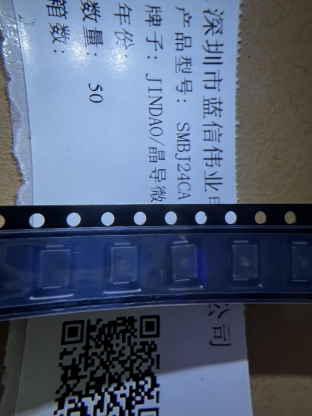 深圳市蓝信伟业
产品型号: SMBJ24CA
牌子: JINDAO/晶导微
年份:
数量: 50
箱数:
公司